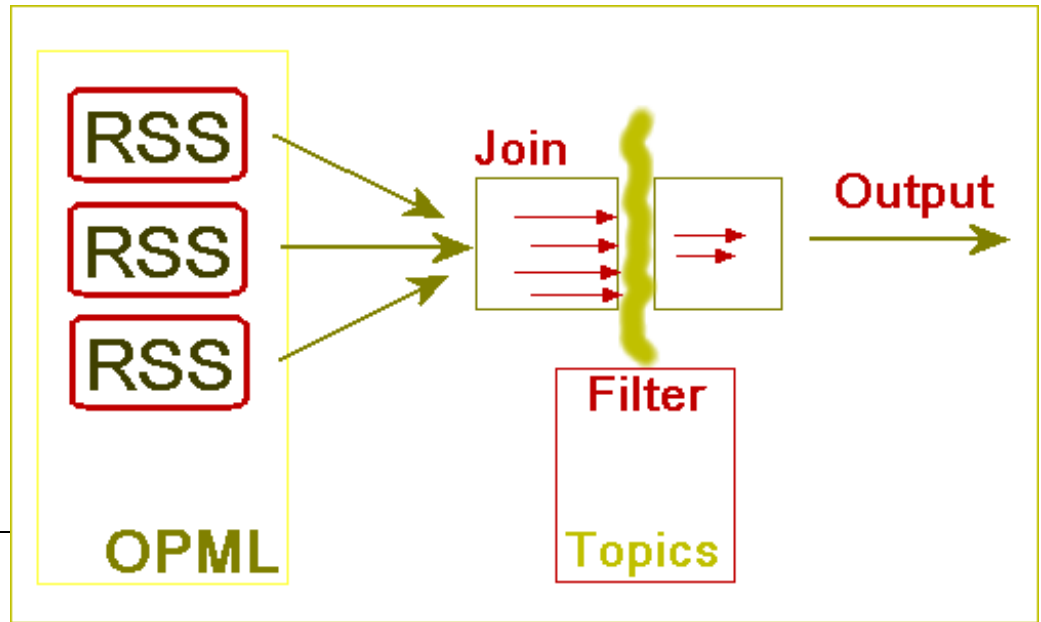 RSS
RSS
RSS
OPML
Join
Filter
Topics
Output